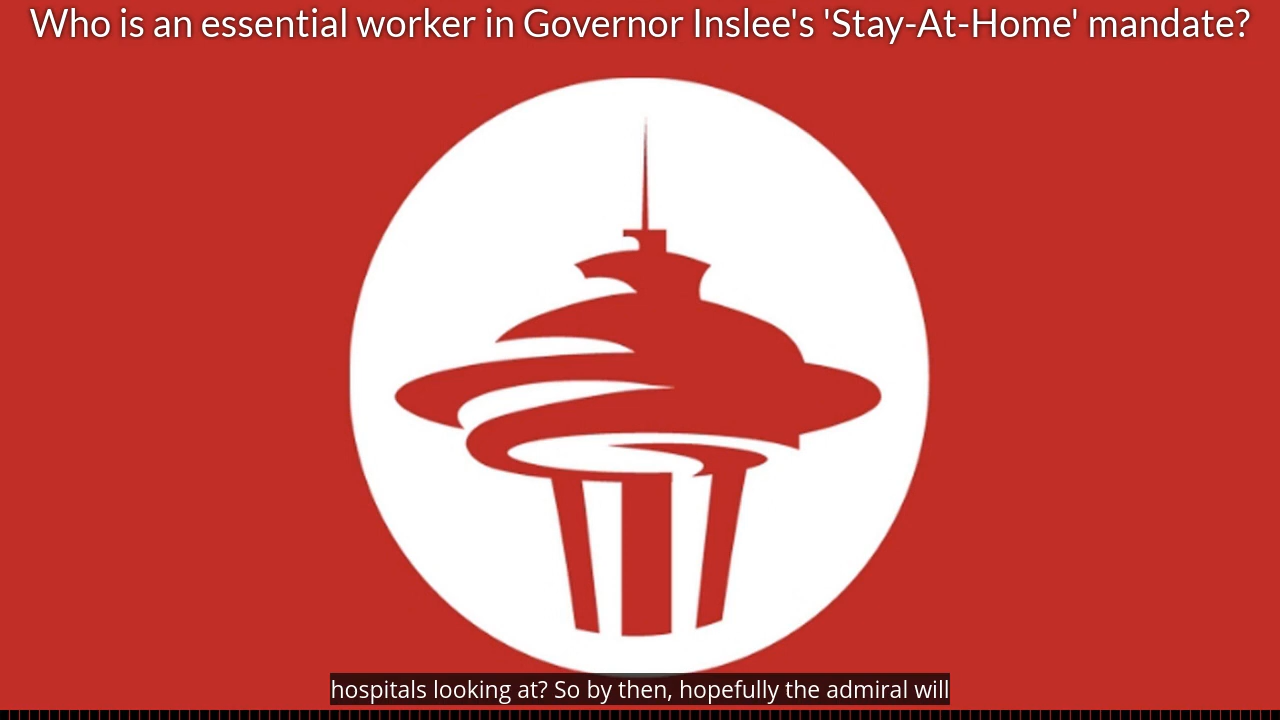 Who is an essential worker in Governor Inslee's 'Stay-At-Home' mandate?
hospitals looking at? So by then, hopefully the admiral will